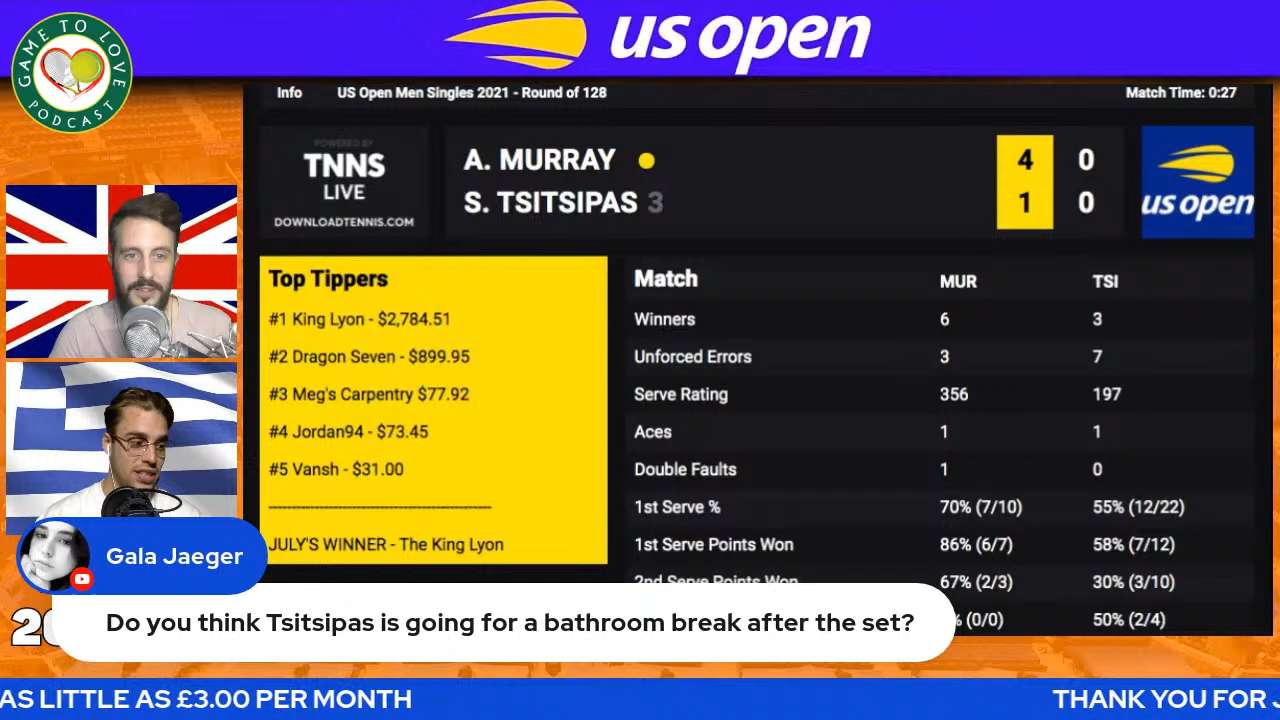 GAME TO LOVE
PODCAST
us open
Info US Open Men Singles 2021 - Round of 128 Match Time: 0:27
POWERED BY
TNNS
LIVE
DOWNLOADTENNIS.COM
A. MURRAY 4 0
S. TSITSIPAS 3 1 0
us open
Top Tippers
#1 King Lyon - $2,784.51
#2 Dragon Seven - $899.95
#3 Meg's Carpentry $77.92
#4 Jordan94 - $73.45
#5 Vansh - $31.00
JULY'S WINNER - The King Lyon
Match MUR TSI
Winners 6 3
Unforced Errors 3 7
Serve Rating 356 197
Aces 1 1
Double Faults 1 0
1st Serve % 70% (7/10) 55% (12/22)
1st Serve Points Won 86% (6/7) 58% (7/12)
2nd Serve Points Won 67% (2/3) 30% (3/10)
% (0/0) 50% (2/4)
Gala Jaeger
Do you think Tsitsipas is going for a bathroom break after the set?
AS LITTLE AS £3.00 PER MONTH THANK YOU FOR